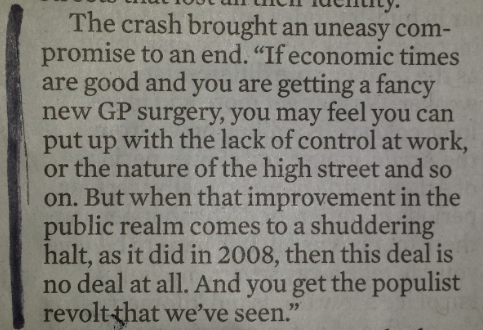 streets that lost all their identity.
The crash brought an uneasy com-
promise to an end. “If economic times
are good and you are getting a fancy
new GP surgery, you may feel you can
put up with the lack of control at work,
or the nature of the high street and so
on. But when that improvement in the
public realm comes to a shuddering
halt, as it did in 2008, then this deal is
no deal at all. And you get the populist
revolt that we’ve seen.”